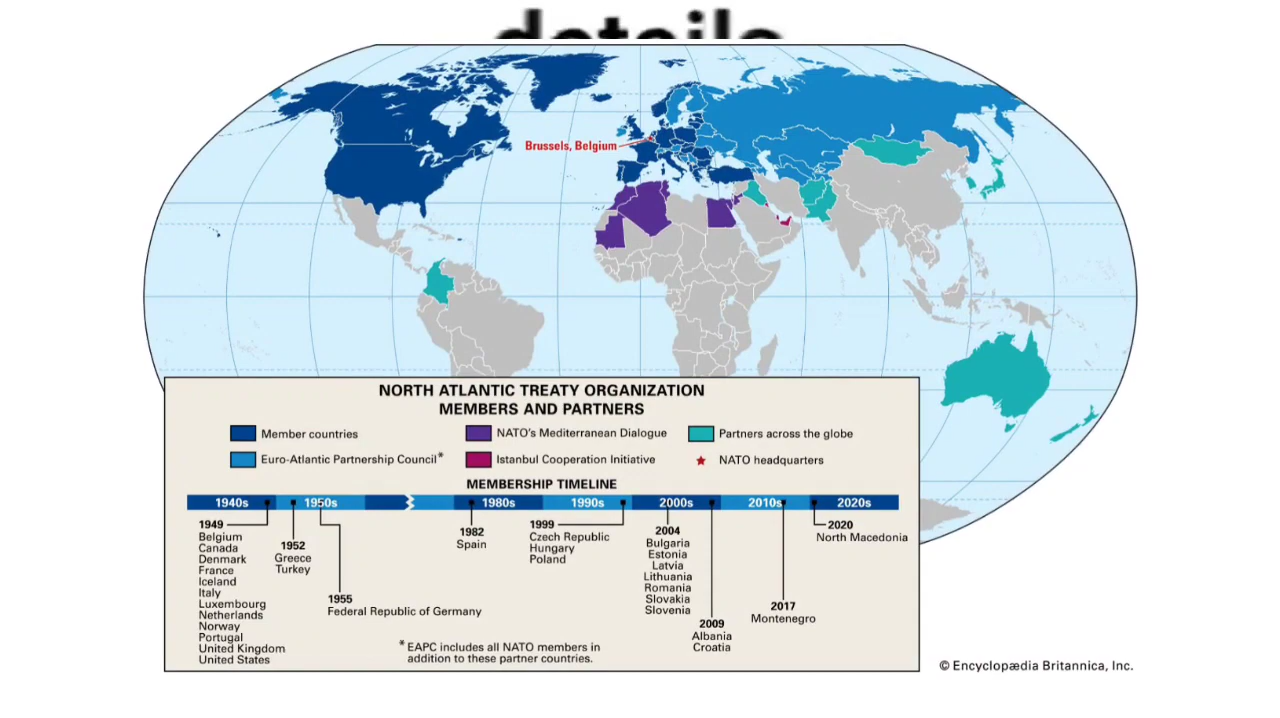 details
Brussels, Belgium
NORTH ATLANTIC TREATY ORGANIZATION
MEMBERS AND PARTNERS
Member countries
NATO's Mediterranean Dialogue
Partners across the globe
Euro-Atlantic Partnership Council*
Istanbul Cooperation Initiative
NATO headquarters
MEMBERSHIP TIMELINE
1940s 1950s 1980s 1990s 2000s 2010s 2020s
1949
Belgium
Canada
Denmark
France
Iceland
Italy
Luxembourg
Netherlands
Norway
Portugal
United Kingdom
United States
1952
Greece
Turkey
1955
Federal Republic of Germany
1982
Spain
1999
Czech Republic
Hungary
Poland
2004
Bulgaria
Estonia
Latvia
Lithuania
Romania
Slovakia
Slovenia
2009
Albania
Croatia
2017
Montenegro
2020
North Macedonia
* EAPC includes all NATO members in
addition to these partner countries.
© Encyclopædia Britannica, Inc.